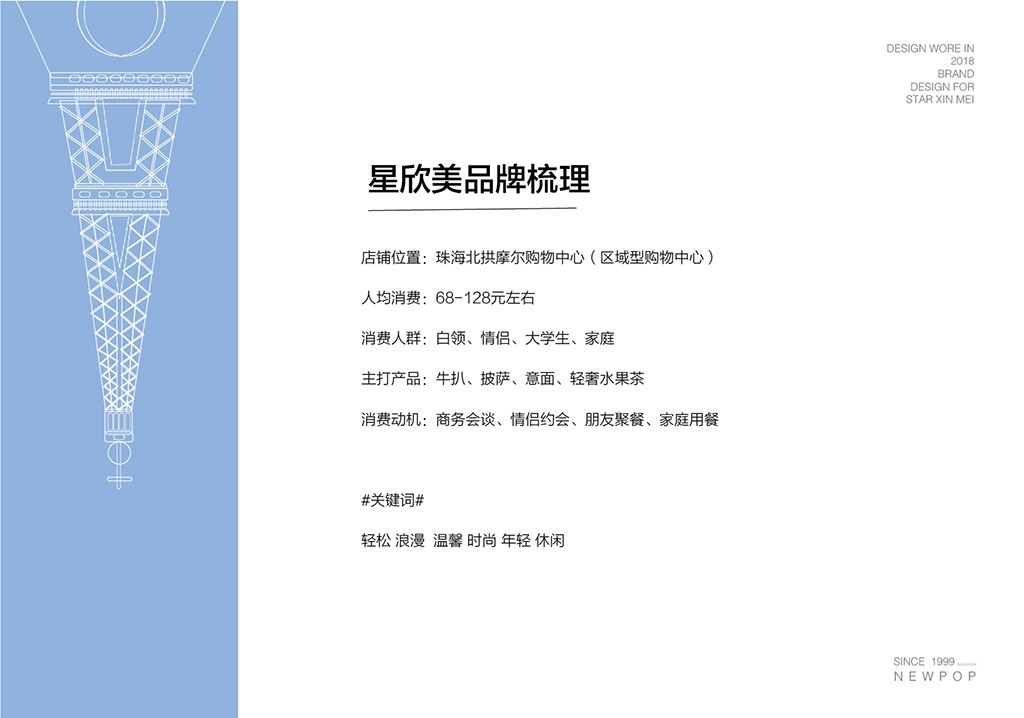 DESIGN WORE IN
2018
BRAND
DESIGN FOR
STAR XIN MEI
星欣美品牌梳理
店铺位置：珠海北拱摩尔购物中心（区域型购物中心）
人均消费：68-128元左右
消费人群：白领、情侣、大学生、家庭
主打产品：牛扒、披萨、意面、轻奢水果茶
消费动机：商务会谈、情侣约会、朋友聚餐、家庭用餐
#关键词#
轻松 浪漫 温馨 时尚 年轻 休闲
SINCE 1999
NEWPOP